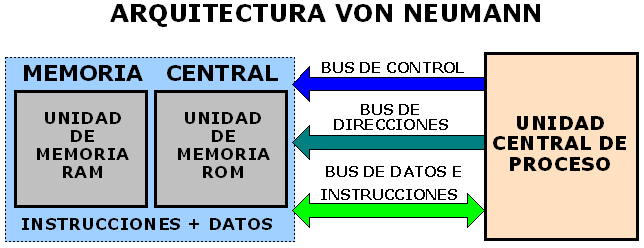 ARQUITECTURA VON NEUMANN
MEMORIA CENTRAL
UNIDAD
DE
MEMORIA
RAM
UNIDAD
DE
MEMORIA
ROM
INSTRUCCIONES + DATOS
BUS DE CONTROL
BUS DE
DIRECCIONES
BUS DE DATOS E
INSTRUCCIONES
UNIDAD
CENTRAL DE
PROCESO